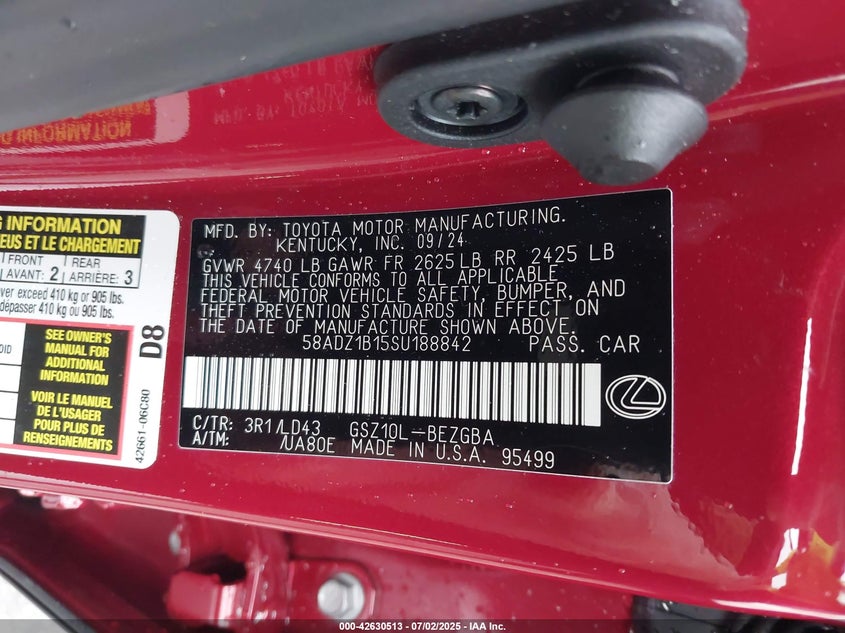 G INFORMATION
EUS ET LE CHARGEMENT
FRONT
AVANT: 2
REAR
ARRIÈRE: 3
ver exceed 410 kg or 905 lbs.
dépasser 410 kg ou 905 lbs.
SEE OWNER'S
MANUAL FOR
ADDITIONAL
INFORMATION
VOIR LE MANUEL
DE L'USAGER
POUR PLUS DE
RENSEIGNEMENTS
D8
42661-06C80
MFD. BY: TOYOTA MOTOR MANUFACTURING.
KENTUCKY, INC. 09/24
GVWR 4740 LB GAWR FR 2625 LB RR 2425 LB
THIS VEHICLE CONFORMS TO ALL APPLICABLE
FEDERAL MOTOR VEHICLE SAFETY, BUMPER, AND
THEFT PREVENTION STANDARDS IN EFFECT ON
THE DATE OF MANUFACTURE SHOWN ABOVE.
58ADZ1B15SU188842 PASS. CAR
C/TR: 3R1/LD43 GSZ10L-BEZGBA
A/TM: /UA80E MADE IN U.S.A. 95499
000-42630513 - 07/02/2025 - IAA, Inc.